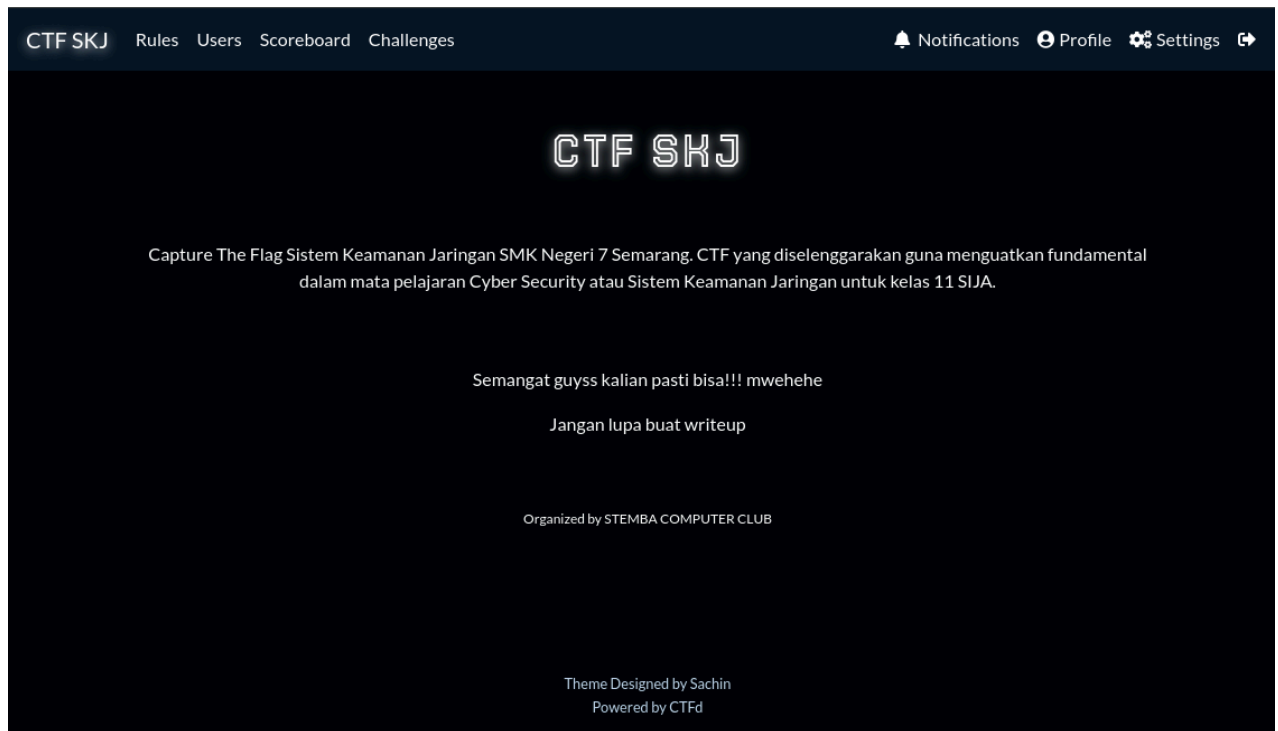 CTF SKJ Rules Users Scoreboard Challenges Notifications Profile Settings
CTF SKJ
Capture The Flag Sistem Keamanan Jaringan SMK Negeri 7 Semarang. CTF yang diselenggarakan guna menguatkan fundamental
dalam mata pelajaran Cyber Security atau Sistem Keamanan Jaringan untuk kelas 11 SIJA.
Semangat guyss kalian pasti bisa!!! mwehehe
Jangan lupa buat writeup
Organized by STEMBA COMPUTER CLUB
Theme Designed by Sachin
Powered by CTFd